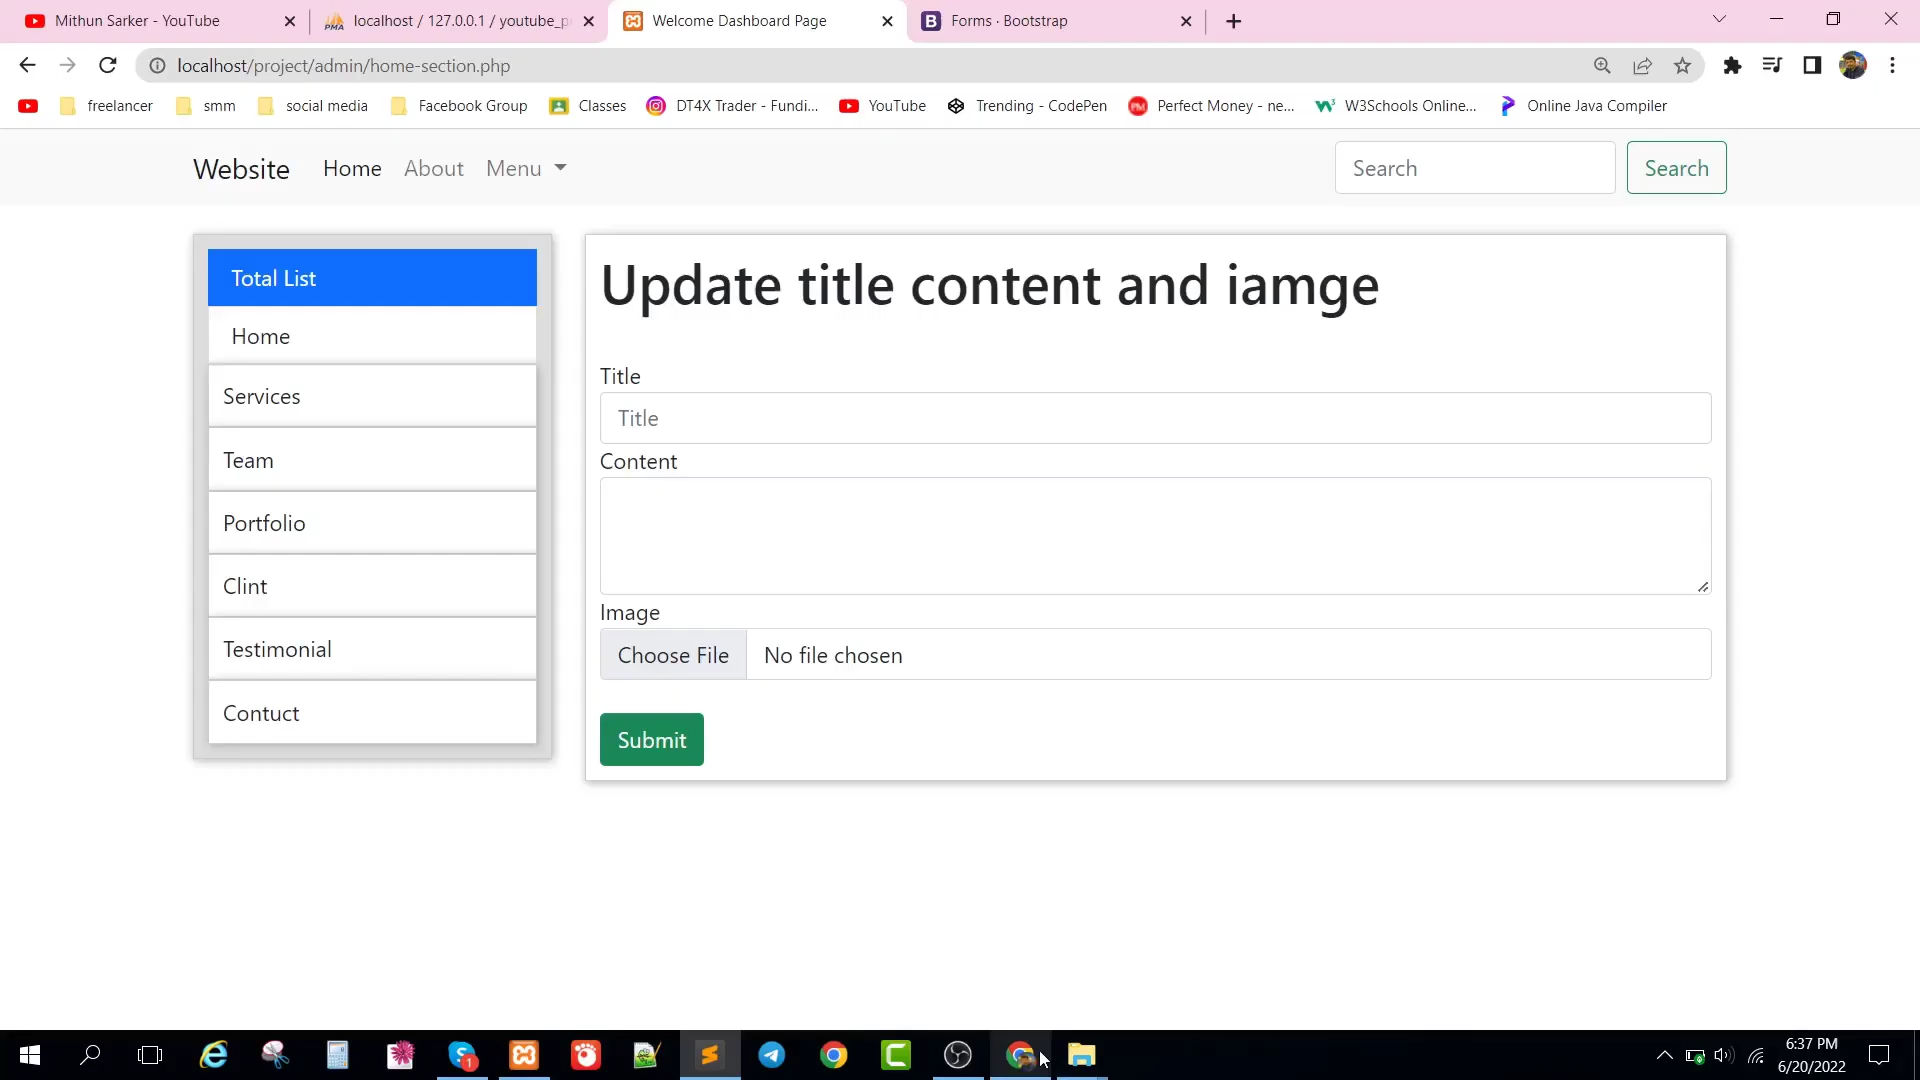 Mithun Sarker - YouTube
localhost / 127.0.0.1 / youtube_p
Welcome Dashboard Page
Forms · Bootstrap
localhost/project/admin/home-section.php
freelancer
smm
social media
Facebook Group
Classes
DT4X Trader - Fundi...
YouTube
Trending - CodePen
Perfect Money - ne...
W3Schools Online...
Online Java Compiler
Website
Home
About
Menu
Search
Search
Total List
Home
Services
Team
Portfolio
Clint
Testimonial
Contuct
Update title content and iamge
Title
Title
Content
Image
Choose File
No file chosen
Submit
6:37 PM
6/20/2022